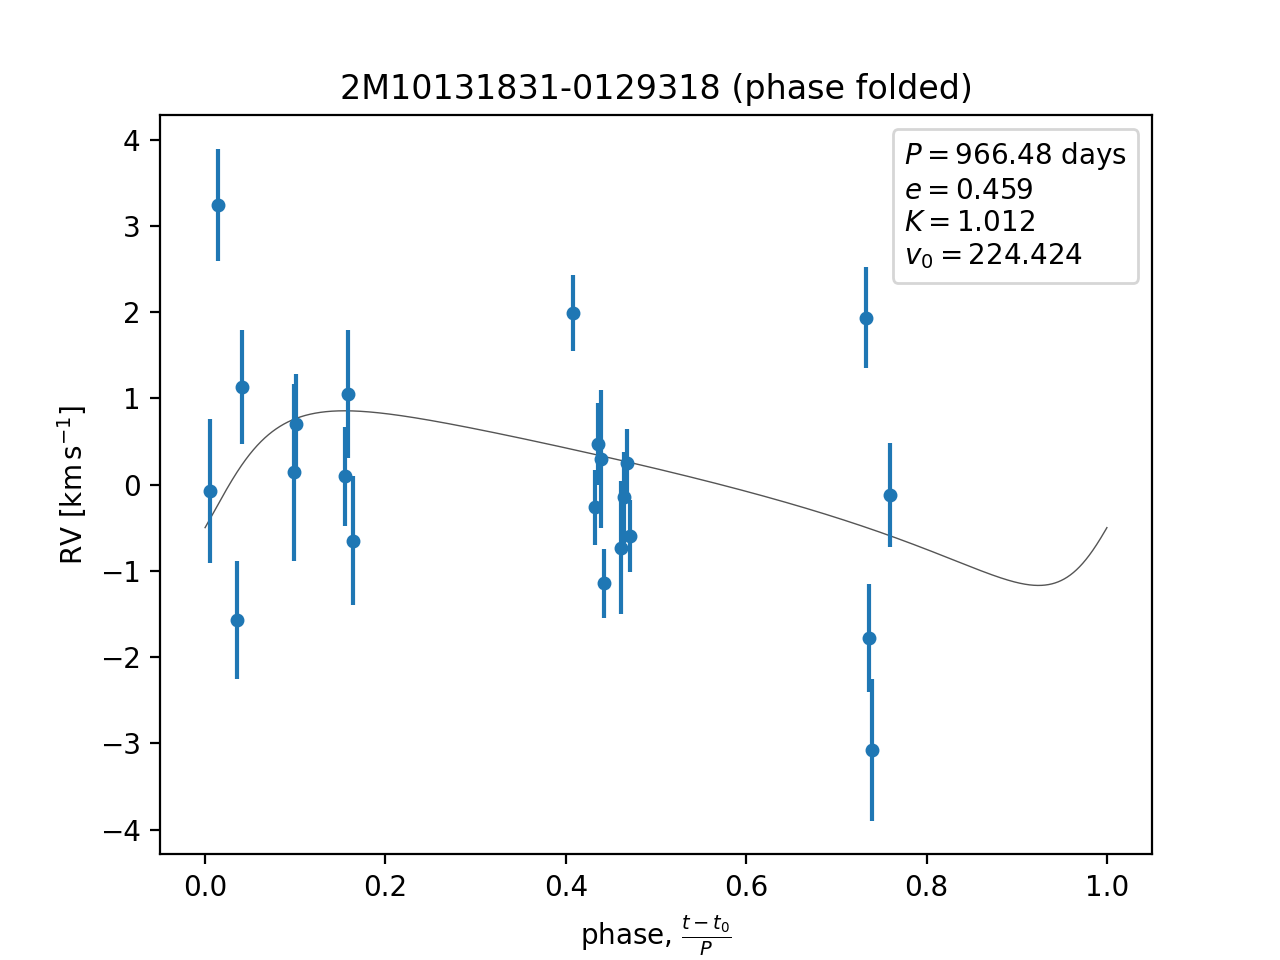 2M10131831-0129318 (phase folded)
P = 966.48 days
e = 0.459
K = 1.012
v₀ = 224.424
4
3
2
1
0
−1
−2
−3
−4
RV [km s⁻¹]
0.0 0.2 0.4 0.6 0.8 1.0
phase, (t − t₀)/P